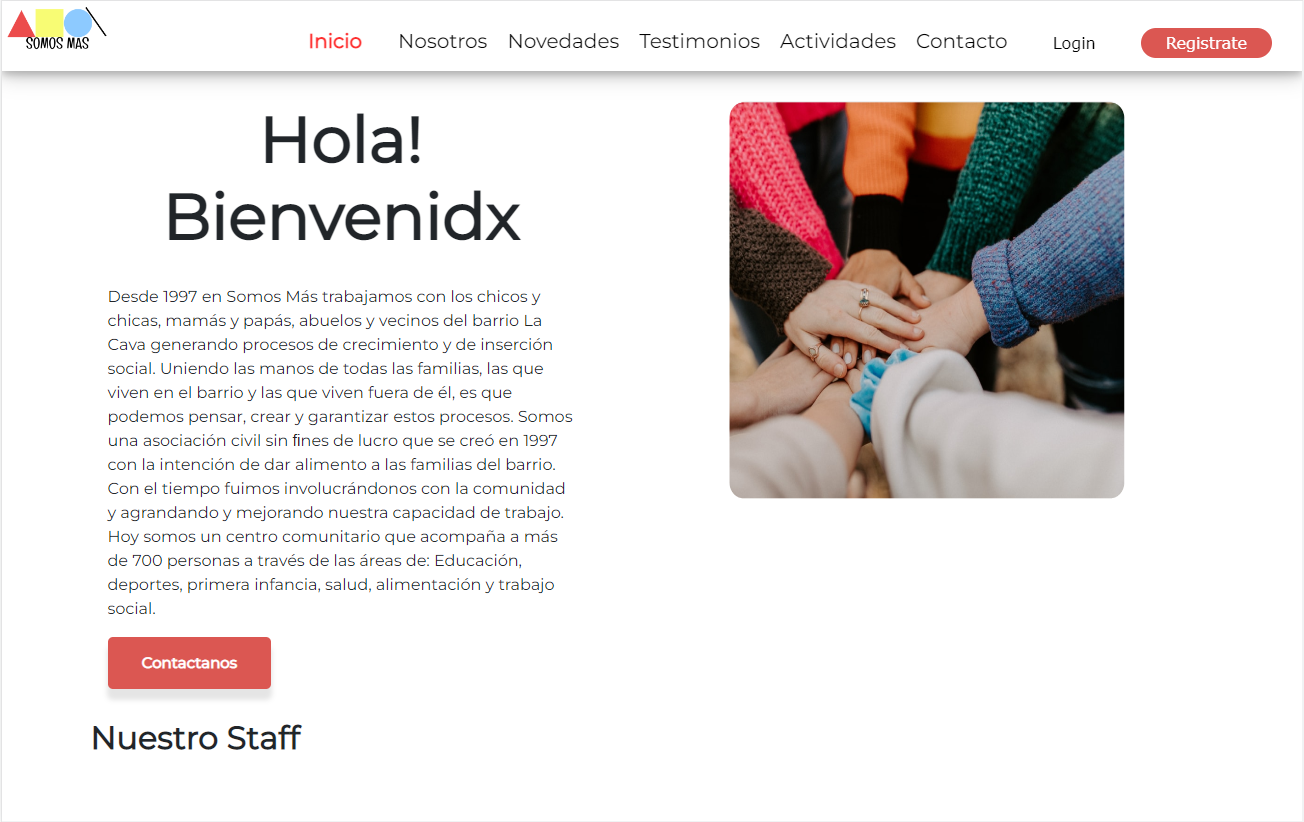 SOMOS MAS
Inicio
Nosotros
Novedades
Testimonios
Actividades
Contacto
Login
Registrate
Hola!
Bienvenidx
Desde 1997 en Somos Más trabajamos con los chicos y
chicas, mamás y papás, abuelos y vecinos del barrio La
Cava generando procesos de crecimiento y de inserción
social. Uniendo las manos de todas las familias, las que
viven en el barrio y las que viven fuera de él, es que
podemos pensar, crear y garantizar estos procesos. Somos
una asociación civil sin fines de lucro que se creó en 1997
con la intención de dar alimento a las familias del barrio.
Con el tiempo fuimos involucrándonos con la comunidad
y agrandando y mejorando nuestra capacidad de trabajo.
Hoy somos un centro comunitario que acompaña a más
de 700 personas a través de las áreas de: Educación,
deportes, primera infancia, salud, alimentación y trabajo
social.
Contactanos
Nuestro Staff